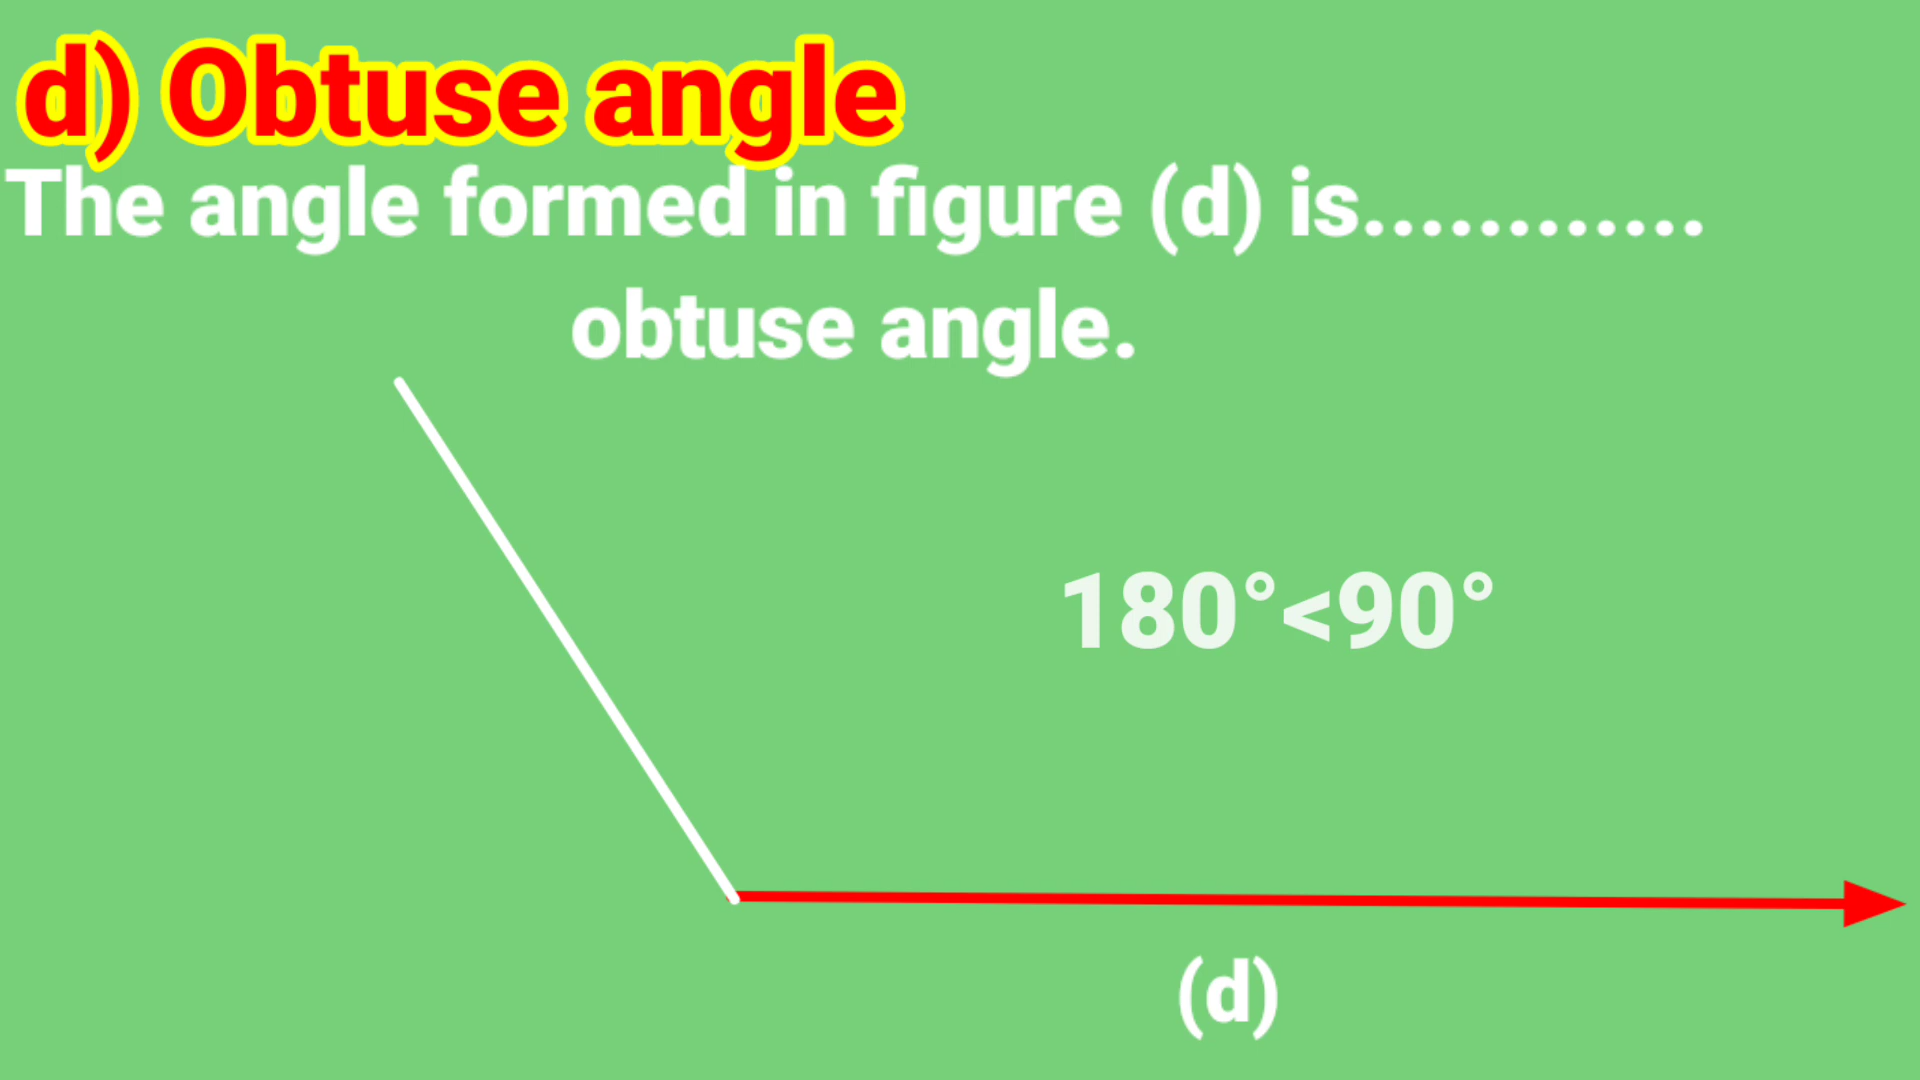 d) Obtuse angle
The angle formed in figure (d) is............
obtuse angle.
180°<90°
(d)